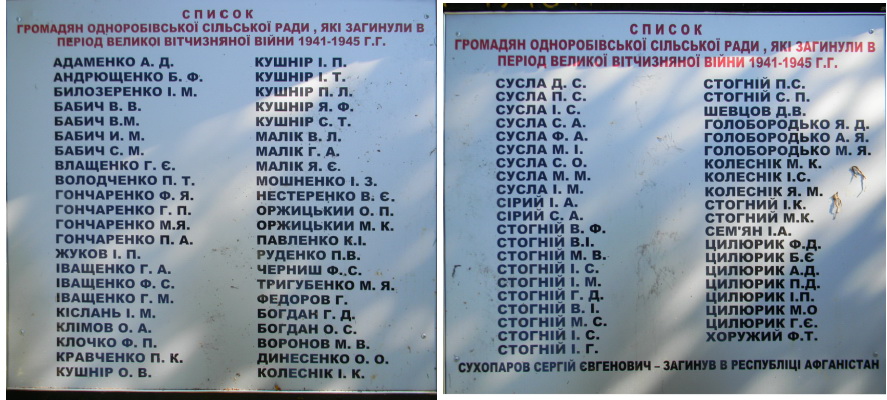 СПИСОК
ГРОМАДЯН ОДНОРОБІВСЬКОЇ СІЛЬСЬКОЇ РАДИ , ЯКІ ЗАГИНУЛИ В
ПЕРІОД ВЕЛИКОЇ ВІТЧИЗНЯНОЇ ВІЙНИ 1941-1945 Г.Г.
АДАМЕНКО А. Д.
АНДРЮЩЕНКО Б. Ф.
БИЛОЗЕРЕНКО І. М.
БАБИЧ В. В.
БАБИЧ В.М.
БАБИЧ И. М.
БАБИЧ С. М.
ВЛАЩЕНКО Г. Є.
ВОЛОДЧЕНКО П. Т.
ГОНЧАРЕНКО Ф. Я.
ГОНЧАРЕНКО Г. П.
ГОНЧАРЕНКО М.Я.
ГОНЧАРЕНКО П. А.
ЖУКОВ І. П.
ІВАЩЕНКО Г. А.
ІВАЩЕНКО Ф. С.
ІВАЩЕНКО Г. М.
КІСЛАНЬ І. М.
КЛІМОВ О. А.
КЛОЧКО Ф. П.
КРАВЧЕНКО П. К.
КУШНІР О. В.
КУШНІР І. П.
КУШНІР І. Т.
КУШНІР П. Л.
КУШНІР Я. Ф.
КУШНІР С. Т.
МАЛІК В. Л.
МАЛІК Г. А.
МАЛІК Я. Є.
МОШНЕНКО І. З.
НЕСТЕРЕНКО В. Є.
ОРЖИЦЬКИЙ О. П.
ОРЖИЦЬКИЙ М. К.
ПАВЛЕНКО К.І.
РУДЕНКО П.В.
ЧЕРНИШ Ф. С.
ТРИГУБЕНКО М. Я.
ФЕДОРОВ Г.
БОГДАН Г. Д.
БОГДАН О. С.
ВОРОНОВ М. В.
ДИНЕСЕНКО О. О.
КОЛЕСНІК І. К.
СПИСОК
ГРОМАДЯН ОДНОРОБІВСЬКОЇ СІЛЬСЬКОЇ РАДИ , ЯКІ ЗАГИНУЛИ В
ПЕРІОД ВЕЛИКОЇ ВІТЧИЗНЯНОЇ ВІЙНИ 1941-1945 Г.Г.
СУСЛА Д. С.
СУСЛА П. С.
СУСЛА І. С.
СУСЛА С. А.
СУСЛА Ф. А.
СУСЛА М. І.
СУСЛА С. О.
СУСЛА М. М.
СУСЛА І. М.
СІРИЙ І. А.
СІРИЙ С. А.
СТОГНІЙ В. Ф.
СТОГНІЙ В.І.
СТОГНІЙ М. В.
СТОГНІЙ І. С.
СТОГНІЙ І. М.
СТОГНІЙ Г. Д.
СТОГНІЙ В. І.
СТОГНІЙ М. С.
СТОГНІЙ І. С.
СТОГНІЙ І. Г.
СТОГНІЙ П.С.
СТОГНІЙ С. П.
ШЕВЦОВ Д.В.
ГОЛОБОРОДЬКО Я. Д.
ГОЛОБОРОДЬКО А. Я.
ГОЛОБОРОДЬКО М. Я.
КОЛЕСНІК М. К.
КОЛЕСНІК І.С.
КОЛЕСНІК Я. М.
СТОГНИЙ І.К.
СТОГНИЙ М.К.
СЕМ'ЯН І.А.
ЦИЛЮРИК Ф.Д.
ЦИЛЮРИК Б.Є
ЦИЛЮРИК А.Д.
ЦИЛЮРИК П.Д.
ЦИЛЮРИК І.П.
ЦИЛЮРИК М.О
ЦИЛЮРИК Г.Є.
ХОРУЖИЙ Ф.Т.
СУХОПАРОВ СЕРГІЙ ЄВГЕНОВИЧ – ЗАГИНУВ В РЕСПУБЛІЦІ АФГАНІСТАН